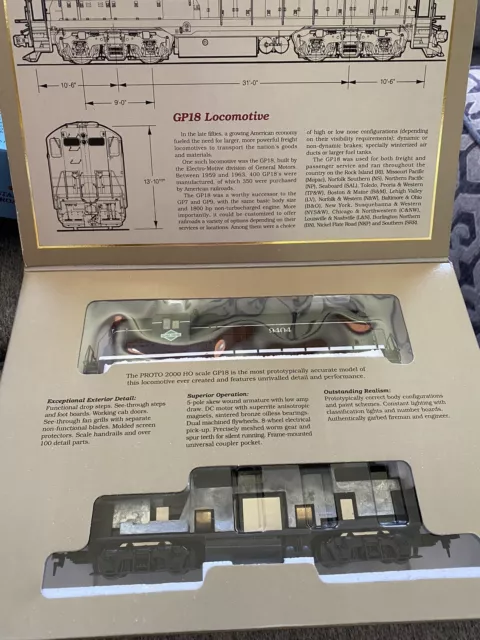 10'-6"
31'-0"
10'-6"
9'-0"
GP18 Locomotive
In the late fifties, a growing American economy
fueled the need for larger, more powerful freight
locomotives to transport the nation's goods
and materials.
One such locomotive was the GP18, built by
the Electro-Motive division of General Motors.
Between 1959 and 1963, 400 GP18's were
manufactured, of which 350 were purchased
by American railroads.
The GP18 was a worthy successor to the
GP7 and GP9, with the same basic body size
and 1800 hp non-turbocharged engine. More
importantly, it could be customized to offer
railroads a variety of options depending on their
services or locations. Among them were a choice
of high or low nose configurations (depending
on their visibility requirements); dynamic or
non-dynamic brakes; specially winterized air
ducts or larger fuel tanks.
The GP18 was used for both freight and
passenger service and ran throughout the
country on the Rock Island (RI), Missouri Pacific
(Mopac), Norfolk Southern (NS), Northern Pacific
(NP), Seaboard (SAL), Toledo, Peoria & Western
(TP&W), Boston & Maine (B&M), Lehigh Valley
(LV), Norfolk & Western (N&W), Baltimore & Ohio
(B&O), New York, Susquehanna & Western
(NYS&W), Chicago & Northwestern (C&NW),
Louisville & Nashville (L&N), Burlington Northern
(BN), Nickel Plate Road (NKP) and Southern (SRR).
9404
The PROTO 2000 HO scale GP18 is the most prototypically accurate model of
this locomotive ever created and features unrivalled detail and performance.
Exceptional Exterior Detail:
Functional drop steps. See-through steps
and foot boards. Working cab doors.
See-through fan grills with separate
non-functional blades. Molded screen
protectors. Scale handrails and over
100 detail parts.
Superior Operation:
5-pole skew wound armature with low amp
draw. DC motor with superrite anisotropic
magnets, sintered bronze oilless bearings.
Dual machined flywheels. 8-wheel electrical
pick-up. Precisely meshed worm gear and
spur teeth for silent running. Frame-mounted
universal coupler pocket.
Outstanding Realism:
Prototypically correct body configurations
and paint schemes. Constant lighting with
classification lights and number boards.
Authentically garbed fireman and engineer.